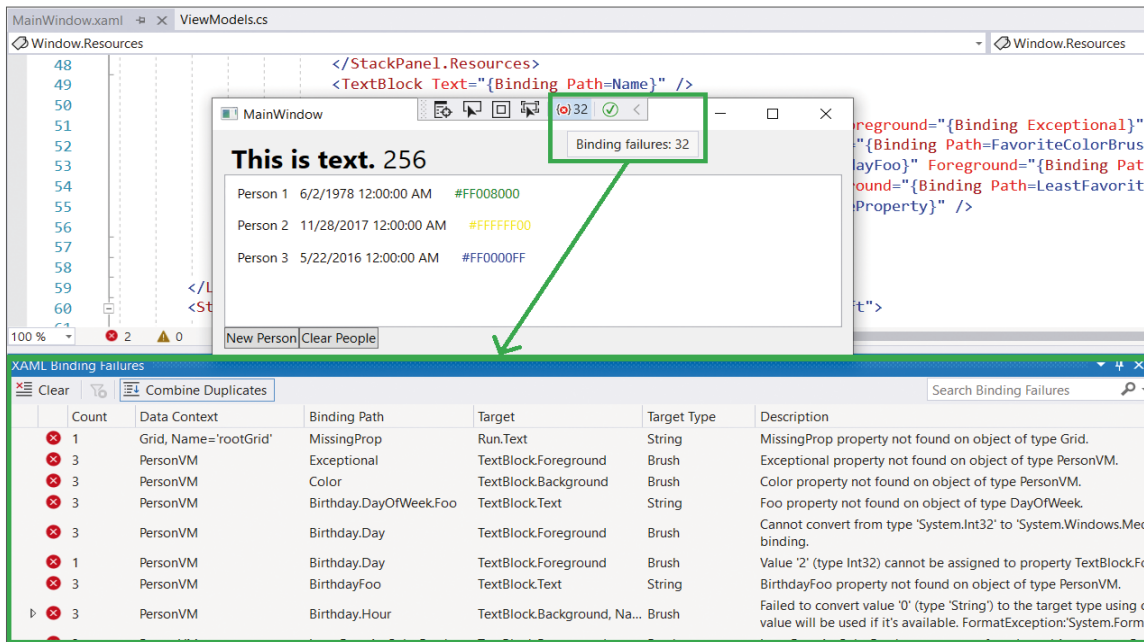 MainWindow.xaml ViewModels.cs
Window.Resources Window.Resources
48 </StackPanel.Resources>
49 <TextBlock Text="{Binding Path=Name}" />
50
51 reground="{Binding Exceptional}"
52 ="{Binding Path=FavoriteColorBrus
53 dayFoo}" Foreground="{Binding Pat
54 ound="{Binding Path=LeastFavorit
55 eProperty}" />
56
57
58
59 </L
60 <St ft">
61
MainWindow
32
Binding failures: 32
This is text. 256
Person 1 6/2/1978 12:00:00 AM #FF008000
Person 2 11/28/2017 12:00:00 AM #FFFFFF00
Person 3 5/22/2016 12:00:00 AM #FF0000FF
New Person Clear People
100 % 2 0
XAML Binding Failures
Clear Combine Duplicates Search Binding Failures
Count Data Context Binding Path Target Target Type Description
1 Grid, Name='rootGrid' MissingProp Run.Text String MissingProp property not found on object of type Grid.
3 PersonVM Exceptional TextBlock.Foreground Brush Exceptional property not found on object of type PersonVM.
3 PersonVM Color TextBlock.Background Brush Color property not found on object of type PersonVM.
3 PersonVM Birthday.DayOfWeek.Foo TextBlock.Text String Foo property not found on object of type DayOfWeek.
3 PersonVM Birthday.Day TextBlock.Foreground Brush Cannot convert from type 'System.Int32' to 'System.Windows.Med
binding.
1 PersonVM Birthday.Day TextBlock.Foreground Brush Value '2' (type Int32) cannot be assigned to property TextBlock.Fo
3 PersonVM BirthdayFoo TextBlock.Text String BirthdayFoo property not found on object of type PersonVM.
3 PersonVM Birthday.Hour TextBlock.Background, Na... Brush Failed to convert value '0' (type 'String') to the target type using
value will be used if it's available. FormatException:'System.Form